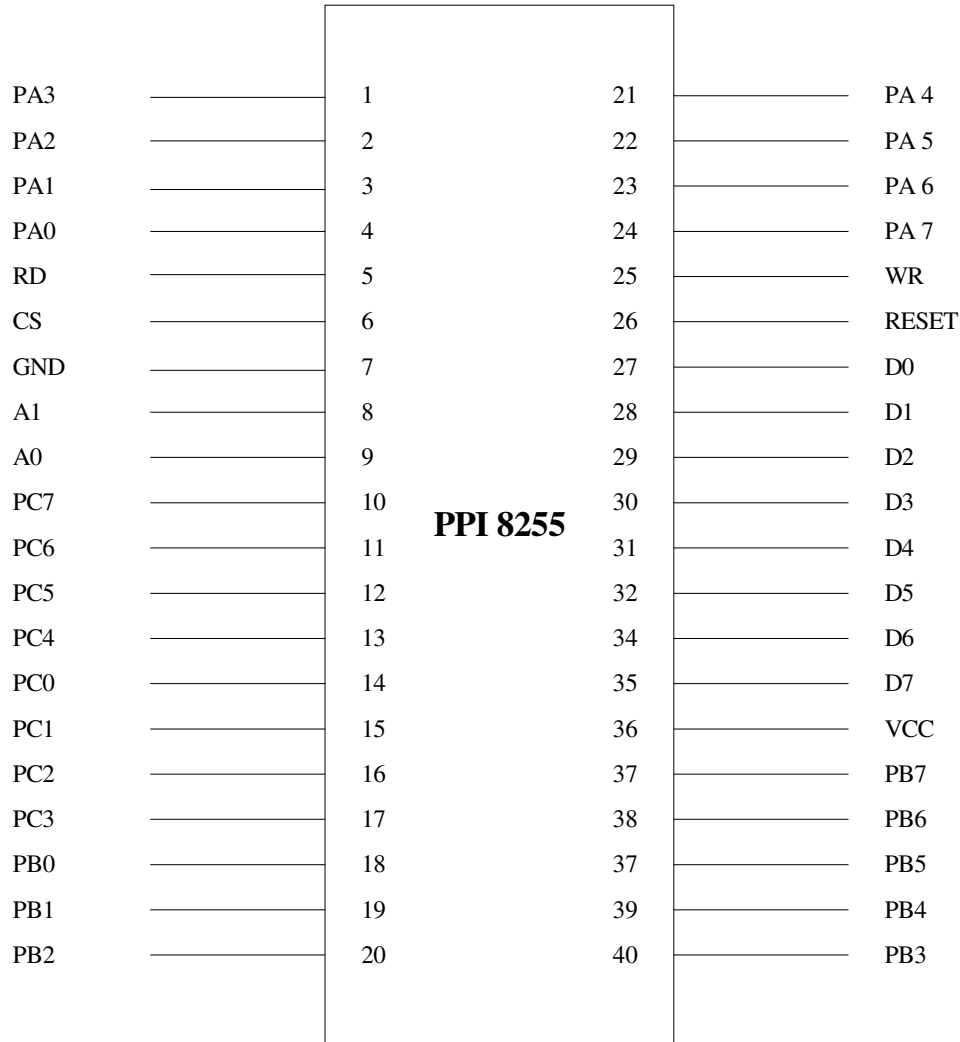 PA3 1 21 PA 4
PA2 2 22 PA 5
PA1 3 23 PA 6
PA0 4 24 PA 7
RD 5 25 WR
CS 6 26 RESET
GND 7 27 D0
A1 8 28 D1
A0 9 29 D2
PC7 10 30 D3
PPI 8255
PC6 11 31 D4
PC5 12 32 D5
PC4 13 34 D6
PC0 14 35 D7
PC1 15 36 VCC
PC2 16 37 PB7
PC3 17 38 PB6
PB0 18 37 PB5
PB1 19 39 PB4
PB2 20 40 PB3